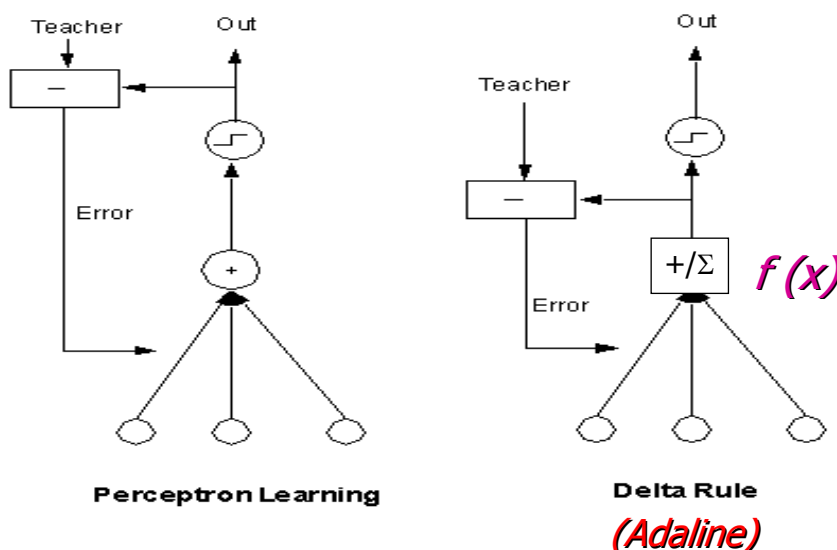 Teacher
Out
−
Error
+
Perceptron Learning
Out
Teacher
−
+/Σ
f (x)
Error
Delta Rule
(Adaline)